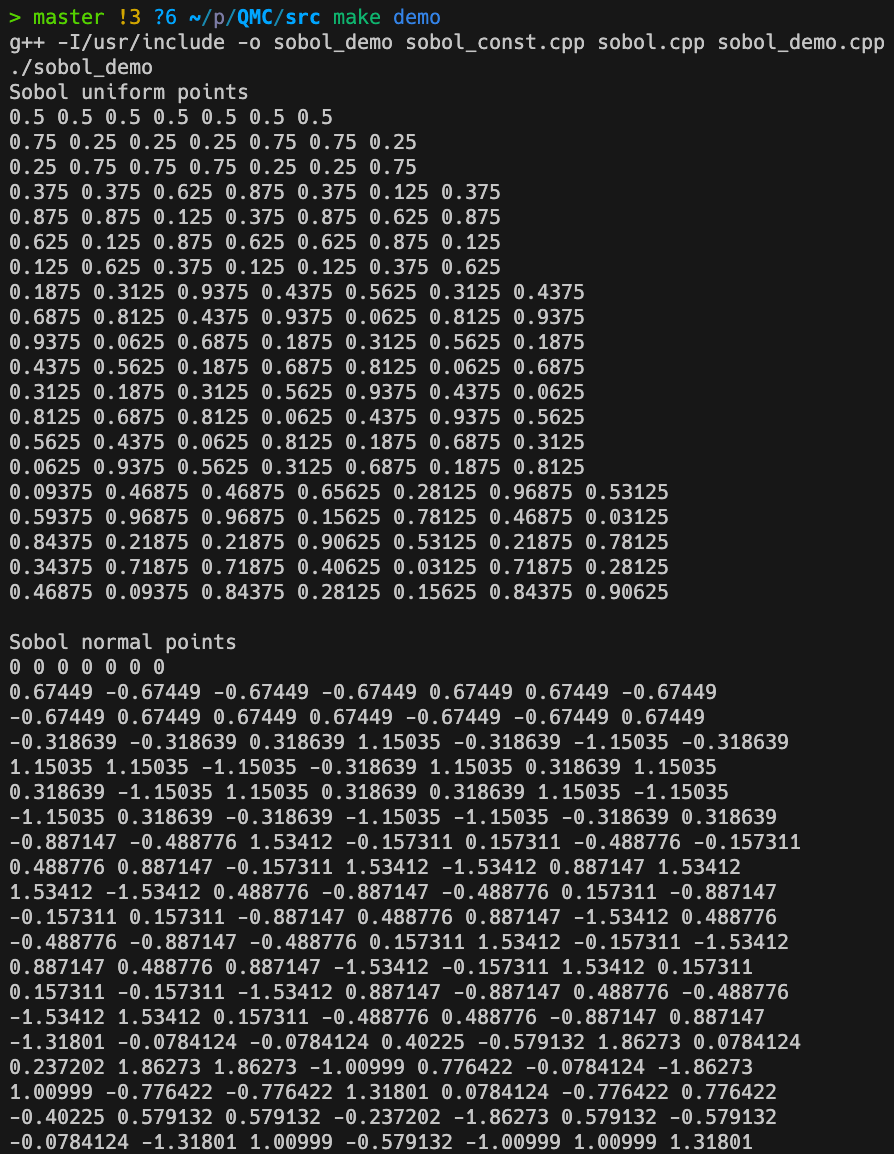 > master !3 ?6 ~/p/QMC/src make demo
g++ -I/usr/include -o sobol_demo sobol_const.cpp sobol.cpp sobol_demo.cpp
./sobol_demo
Sobol uniform points
0.5 0.5 0.5 0.5 0.5 0.5 0.5
0.75 0.25 0.25 0.25 0.75 0.75 0.25
0.25 0.75 0.75 0.75 0.25 0.25 0.75
0.375 0.375 0.625 0.875 0.375 0.125 0.375
0.875 0.875 0.125 0.375 0.875 0.625 0.875
0.625 0.125 0.875 0.625 0.625 0.875 0.125
0.125 0.625 0.375 0.125 0.125 0.375 0.625
0.1875 0.3125 0.9375 0.4375 0.5625 0.3125 0.4375
0.6875 0.8125 0.4375 0.9375 0.0625 0.8125 0.9375
0.9375 0.0625 0.6875 0.1875 0.3125 0.5625 0.1875
0.4375 0.5625 0.1875 0.6875 0.8125 0.0625 0.6875
0.3125 0.1875 0.3125 0.5625 0.9375 0.4375 0.0625
0.8125 0.6875 0.8125 0.0625 0.4375 0.9375 0.5625
0.5625 0.4375 0.0625 0.8125 0.1875 0.6875 0.3125
0.0625 0.9375 0.5625 0.3125 0.6875 0.1875 0.8125
0.09375 0.46875 0.46875 0.65625 0.28125 0.96875 0.53125
0.59375 0.96875 0.96875 0.15625 0.78125 0.46875 0.03125
0.84375 0.21875 0.21875 0.90625 0.53125 0.21875 0.78125
0.34375 0.71875 0.71875 0.40625 0.03125 0.71875 0.28125
0.46875 0.09375 0.84375 0.28125 0.15625 0.84375 0.90625
Sobol normal points
0 0 0 0 0 0 0
0.67449 -0.67449 -0.67449 -0.67449 0.67449 0.67449 -0.67449
-0.67449 0.67449 0.67449 0.67449 -0.67449 -0.67449 0.67449
-0.318639 -0.318639 0.318639 1.15035 -0.318639 -1.15035 -0.318639
1.15035 1.15035 -1.15035 -0.318639 1.15035 0.318639 1.15035
0.318639 -1.15035 1.15035 0.318639 0.318639 1.15035 -1.15035
-1.15035 0.318639 -0.318639 -1.15035 -1.15035 -0.318639 0.318639
-0.887147 -0.488776 1.53412 -0.157311 0.157311 -0.488776 -0.157311
0.488776 0.887147 -0.157311 1.53412 -1.53412 0.887147 1.53412
1.53412 -1.53412 0.488776 -0.887147 -0.488776 0.157311 -0.887147
-0.157311 0.157311 -0.887147 0.488776 0.887147 -1.53412 0.488776
-0.488776 -0.887147 -0.488776 0.157311 1.53412 -0.157311 -1.53412
0.887147 0.488776 0.887147 -1.53412 -0.157311 1.53412 0.157311
0.157311 -0.157311 -1.53412 0.887147 -0.887147 0.488776 -0.488776
-1.53412 1.53412 0.157311 -0.488776 0.488776 -0.887147 0.887147
-1.31801 -0.0784124 -0.0784124 0.40225 -0.579132 1.86273 0.0784124
0.237202 1.86273 1.86273 -1.00999 0.776422 -0.0784124 -1.86273
1.00999 -0.776422 -0.776422 1.31801 0.0784124 -0.776422 0.776422
-0.40225 0.579132 0.579132 -0.237202 -1.86273 0.579132 -0.579132
-0.0784124 -1.31801 1.00999 -0.579132 -1.00999 1.00999 1.31801